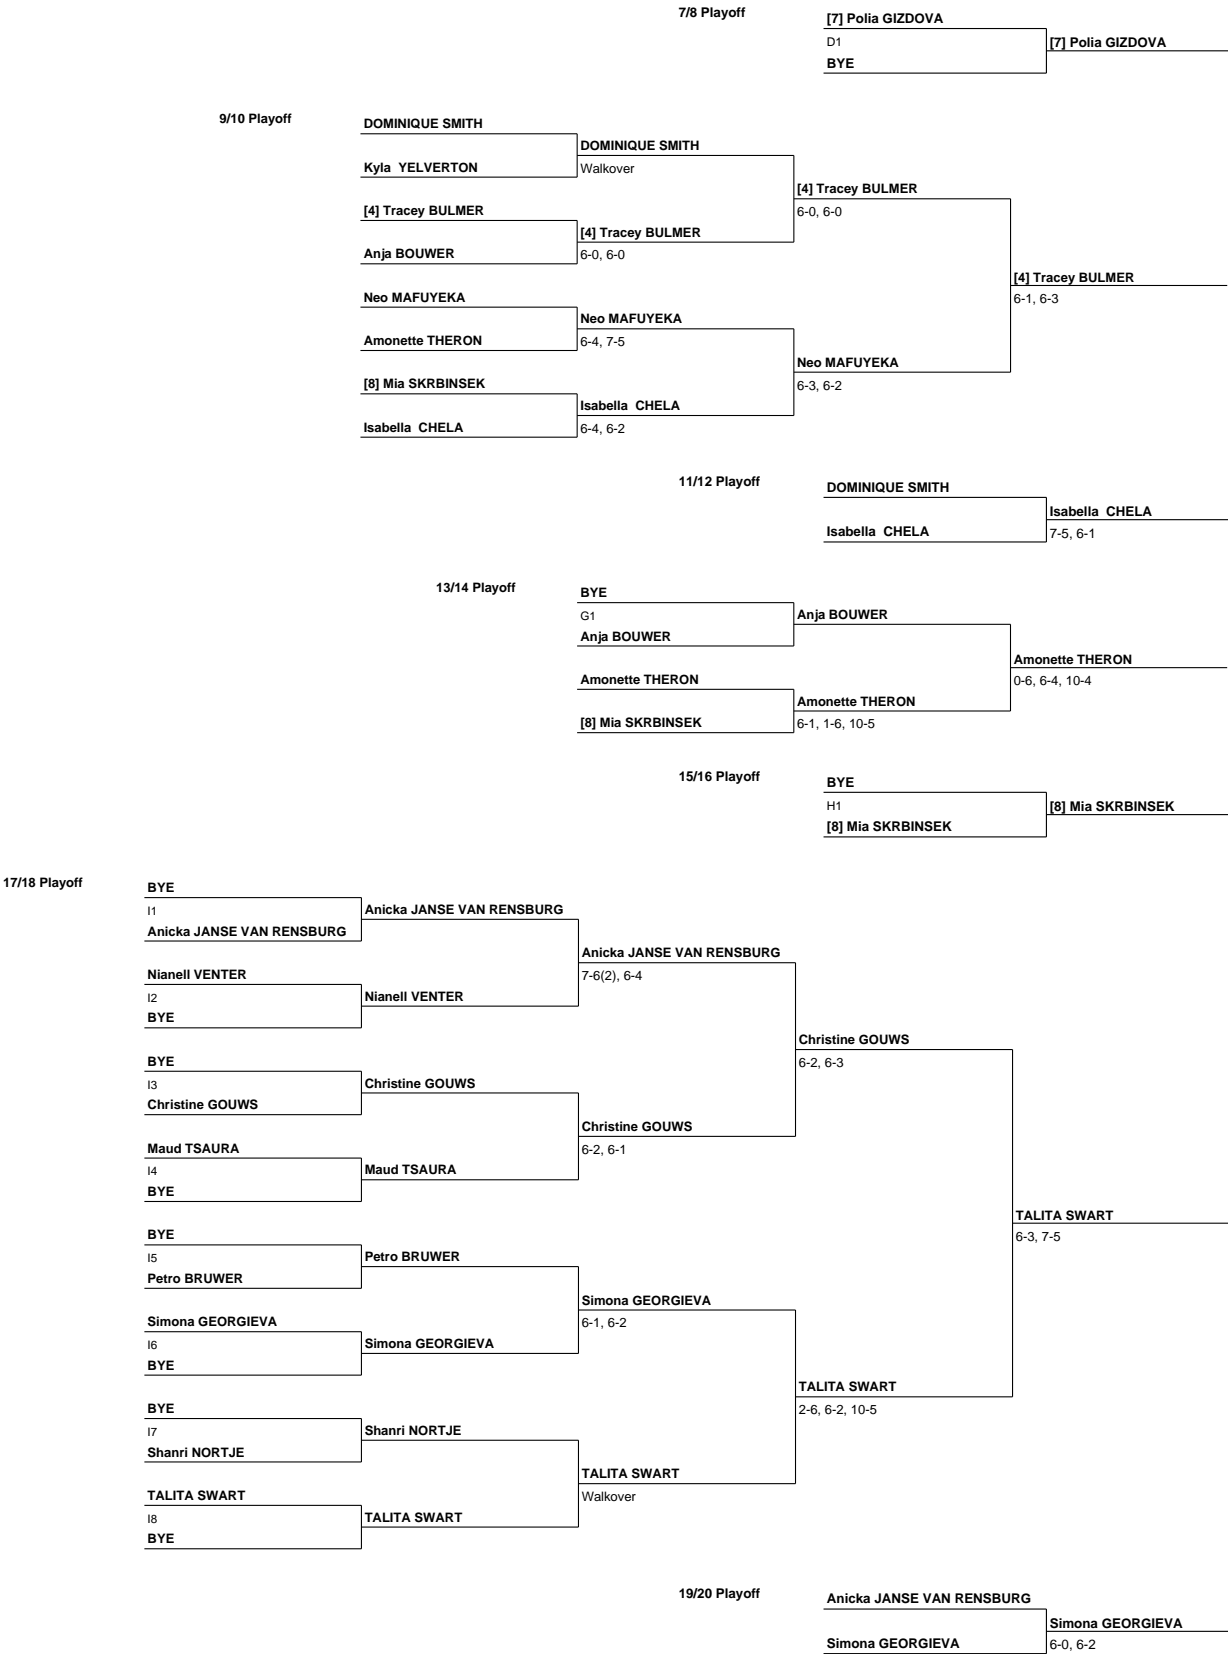 7/8 Playoff
[7] Polia GIZDOVA
D1
[7] Polia GIZDOVA
BYE
9/10 Playoff
DOMINIQUE SMITH
DOMINIQUE SMITH
Kyla  YELVERTON
Walkover
[4] Tracey BULMER
6-0, 6-0
[4] Tracey BULMER
[4] Tracey BULMER
Anja BOUWER
6-0, 6-0
[4] Tracey BULMER
6-1, 6-3
Neo MAFUYEKA
Neo MAFUYEKA
Amonette THERON
6-4, 7-5
Neo MAFUYEKA
6-3, 6-2
[8] Mia SKRBINSEK
Isabella  CHELA
Isabella  CHELA
6-4, 6-2
11/12 Playoff
DOMINIQUE SMITH
Isabella  CHELA
Isabella  CHELA
7-5, 6-1
13/14 Playoff
BYE
G1
Anja BOUWER
Anja BOUWER
Amonette THERON
0-6, 6-4, 10-4
Amonette THERON
Amonette THERON
[8] Mia SKRBINSEK
6-1, 1-6, 10-5
15/16 Playoff
BYE
H1
[8] Mia SKRBINSEK
[8] Mia SKRBINSEK
17/18 Playoff
BYE
I1
Anicka JANSE VAN RENSBURG
Anicka JANSE VAN RENSBURG
Anicka JANSE VAN RENSBURG
7-6(2), 6-4
Nianell VENTER
I2
Nianell VENTER
BYE
Christine GOUWS
6-2, 6-3
BYE
I3
Christine GOUWS
Christine GOUWS
Christine GOUWS
6-2, 6-1
Maud TSAURA
I4
Maud TSAURA
BYE
TALITA SWART
6-3, 7-5
BYE
I5
Petro BRUWER
Petro BRUWER
Simona GEORGIEVA
6-1, 6-2
Simona GEORGIEVA
I6
Simona GEORGIEVA
BYE
TALITA SWART
2-6, 6-2, 10-5
BYE
I7
Shanri NORTJE
Shanri NORTJE
TALITA SWART
Walkover
TALITA SWART
I8
TALITA SWART
BYE
19/20 Playoff
Anicka JANSE VAN RENSBURG
Simona GEORGIEVA
Simona GEORGIEVA
6-0, 6-2